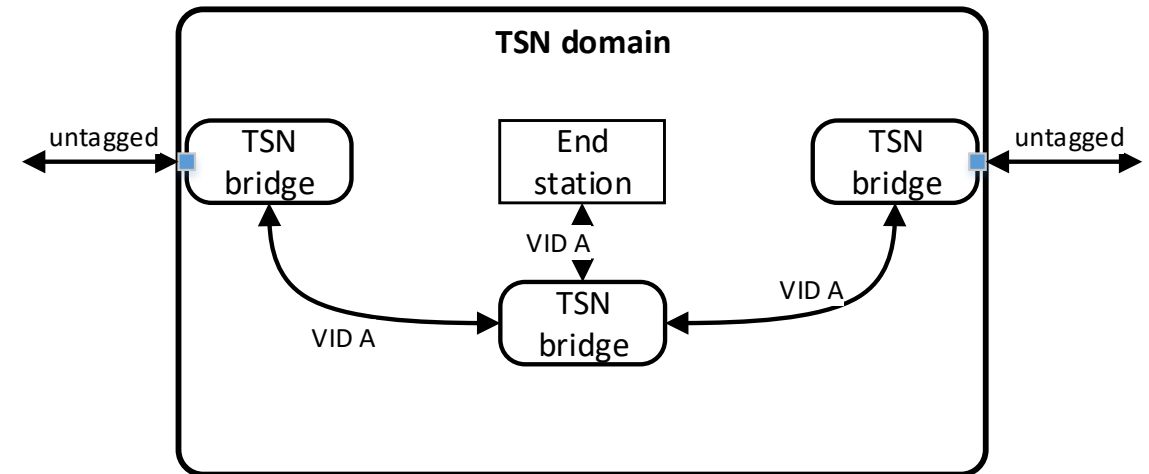 TSN domain
untagged
TSN
bridge
End
station
TSN
bridge
untagged
VID A
VID A
VID A
TSN
bridge